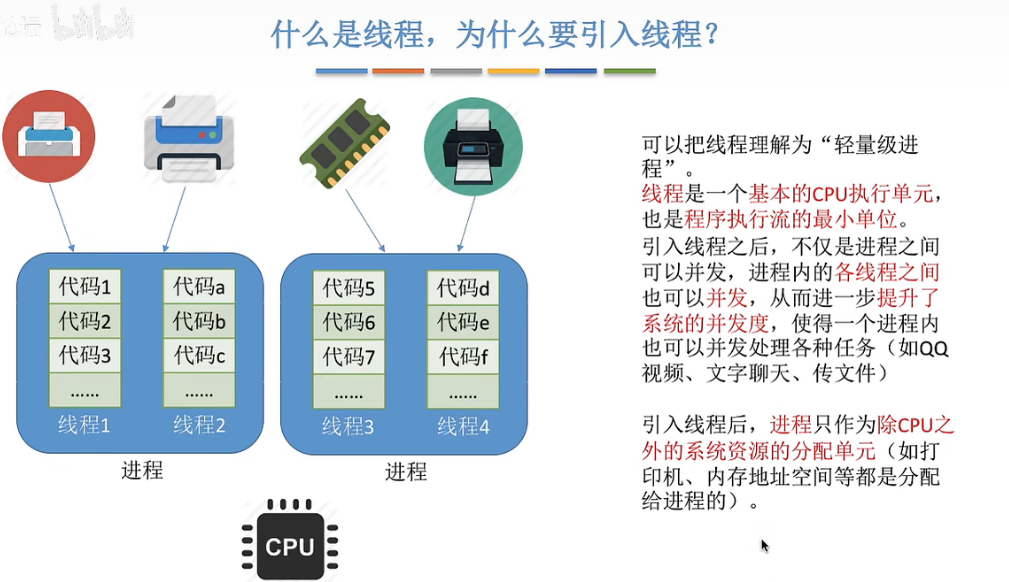 什么是线程，为什么要引入线程？
代码1
代码2
代码3
……
线程1
代码a
代码b
代码c
……
线程2
进程
代码5
代码6
代码7
……
线程3
代码d
代码e
代码f
……
线程4
进程
CPU
可以把线程理解为“轻量级进
程”。
线程是一个基本的CPU执行单元，
也是程序执行流的最小单位。
引入线程之后，不仅是进程之间
可以并发，进程内的各线程之间
也可以并发，从而进一步提升了
系统的并发度，使得一个进程内
也可以并发处理各种任务（如QQ
视频、文字聊天、传文件）
引入线程后，进程只作为除CPU之
外的系统资源的分配单元（如打
印机、内存地址空间等都是分配
给进程的）。